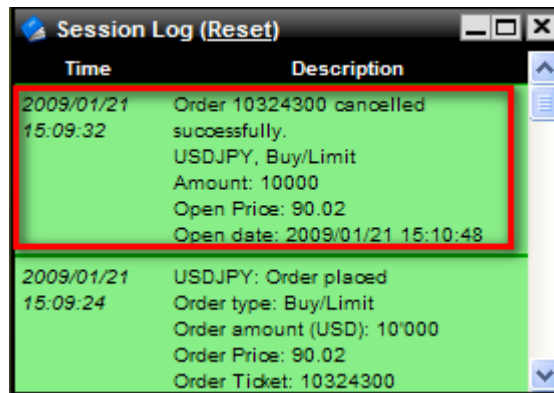 Session Log (Reset)
Time Description
2009/01/21 Order 10324300 cancelled
15:09:32 successfully.
USDJPY, Buy/Limit
Amount: 10000
Open Price: 90.02
Open date: 2009/01/21 15:10:48
2009/01/21 USDJPY: Order placed
15:09:24 Order type: Buy/Limit
Order amount (USD): 10'000
Order Price: 90.02
Order Ticket: 10324300